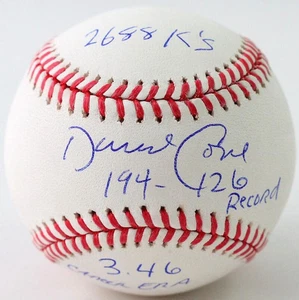 2688 K's
David Cone
194-126
Record
3.46
Career ERA